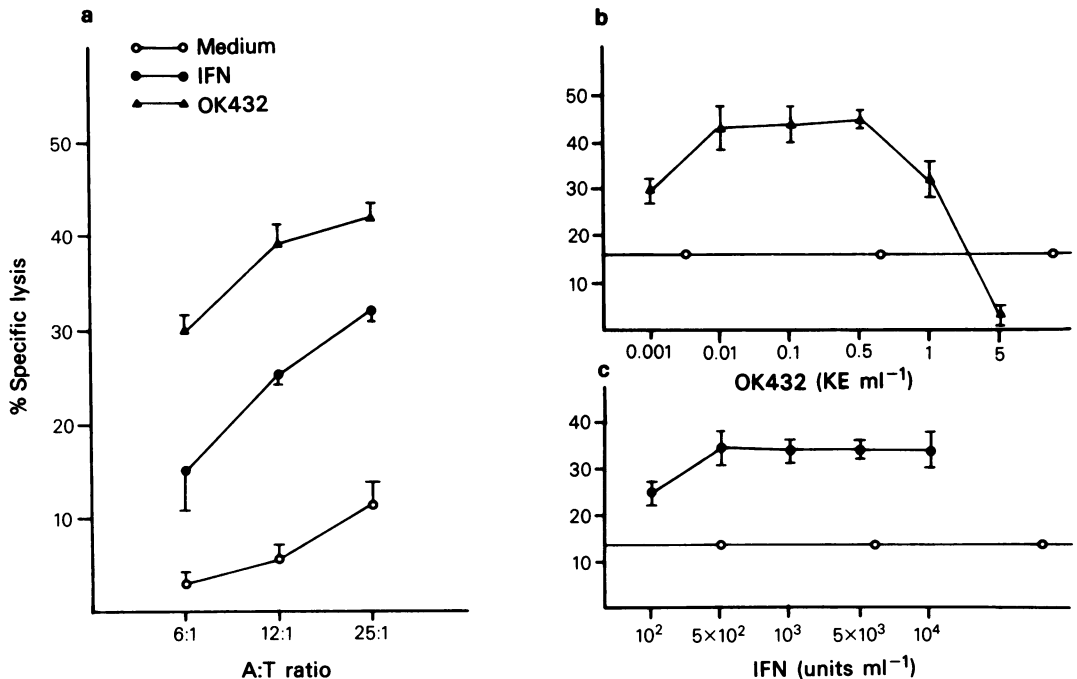 a
Medium
IFN
OK432
50
40
30
20
10
% Specific lysis
6:1 12:1 25:1
A:T ratio
b
50
40
30
20
10
0.001 0.01 0.1 0.5 1 5
OK432 (KE ml⁻¹)
c
40
30
20
10
10² 5×10² 10³ 5×10³ 10⁴
IFN (units ml⁻¹)